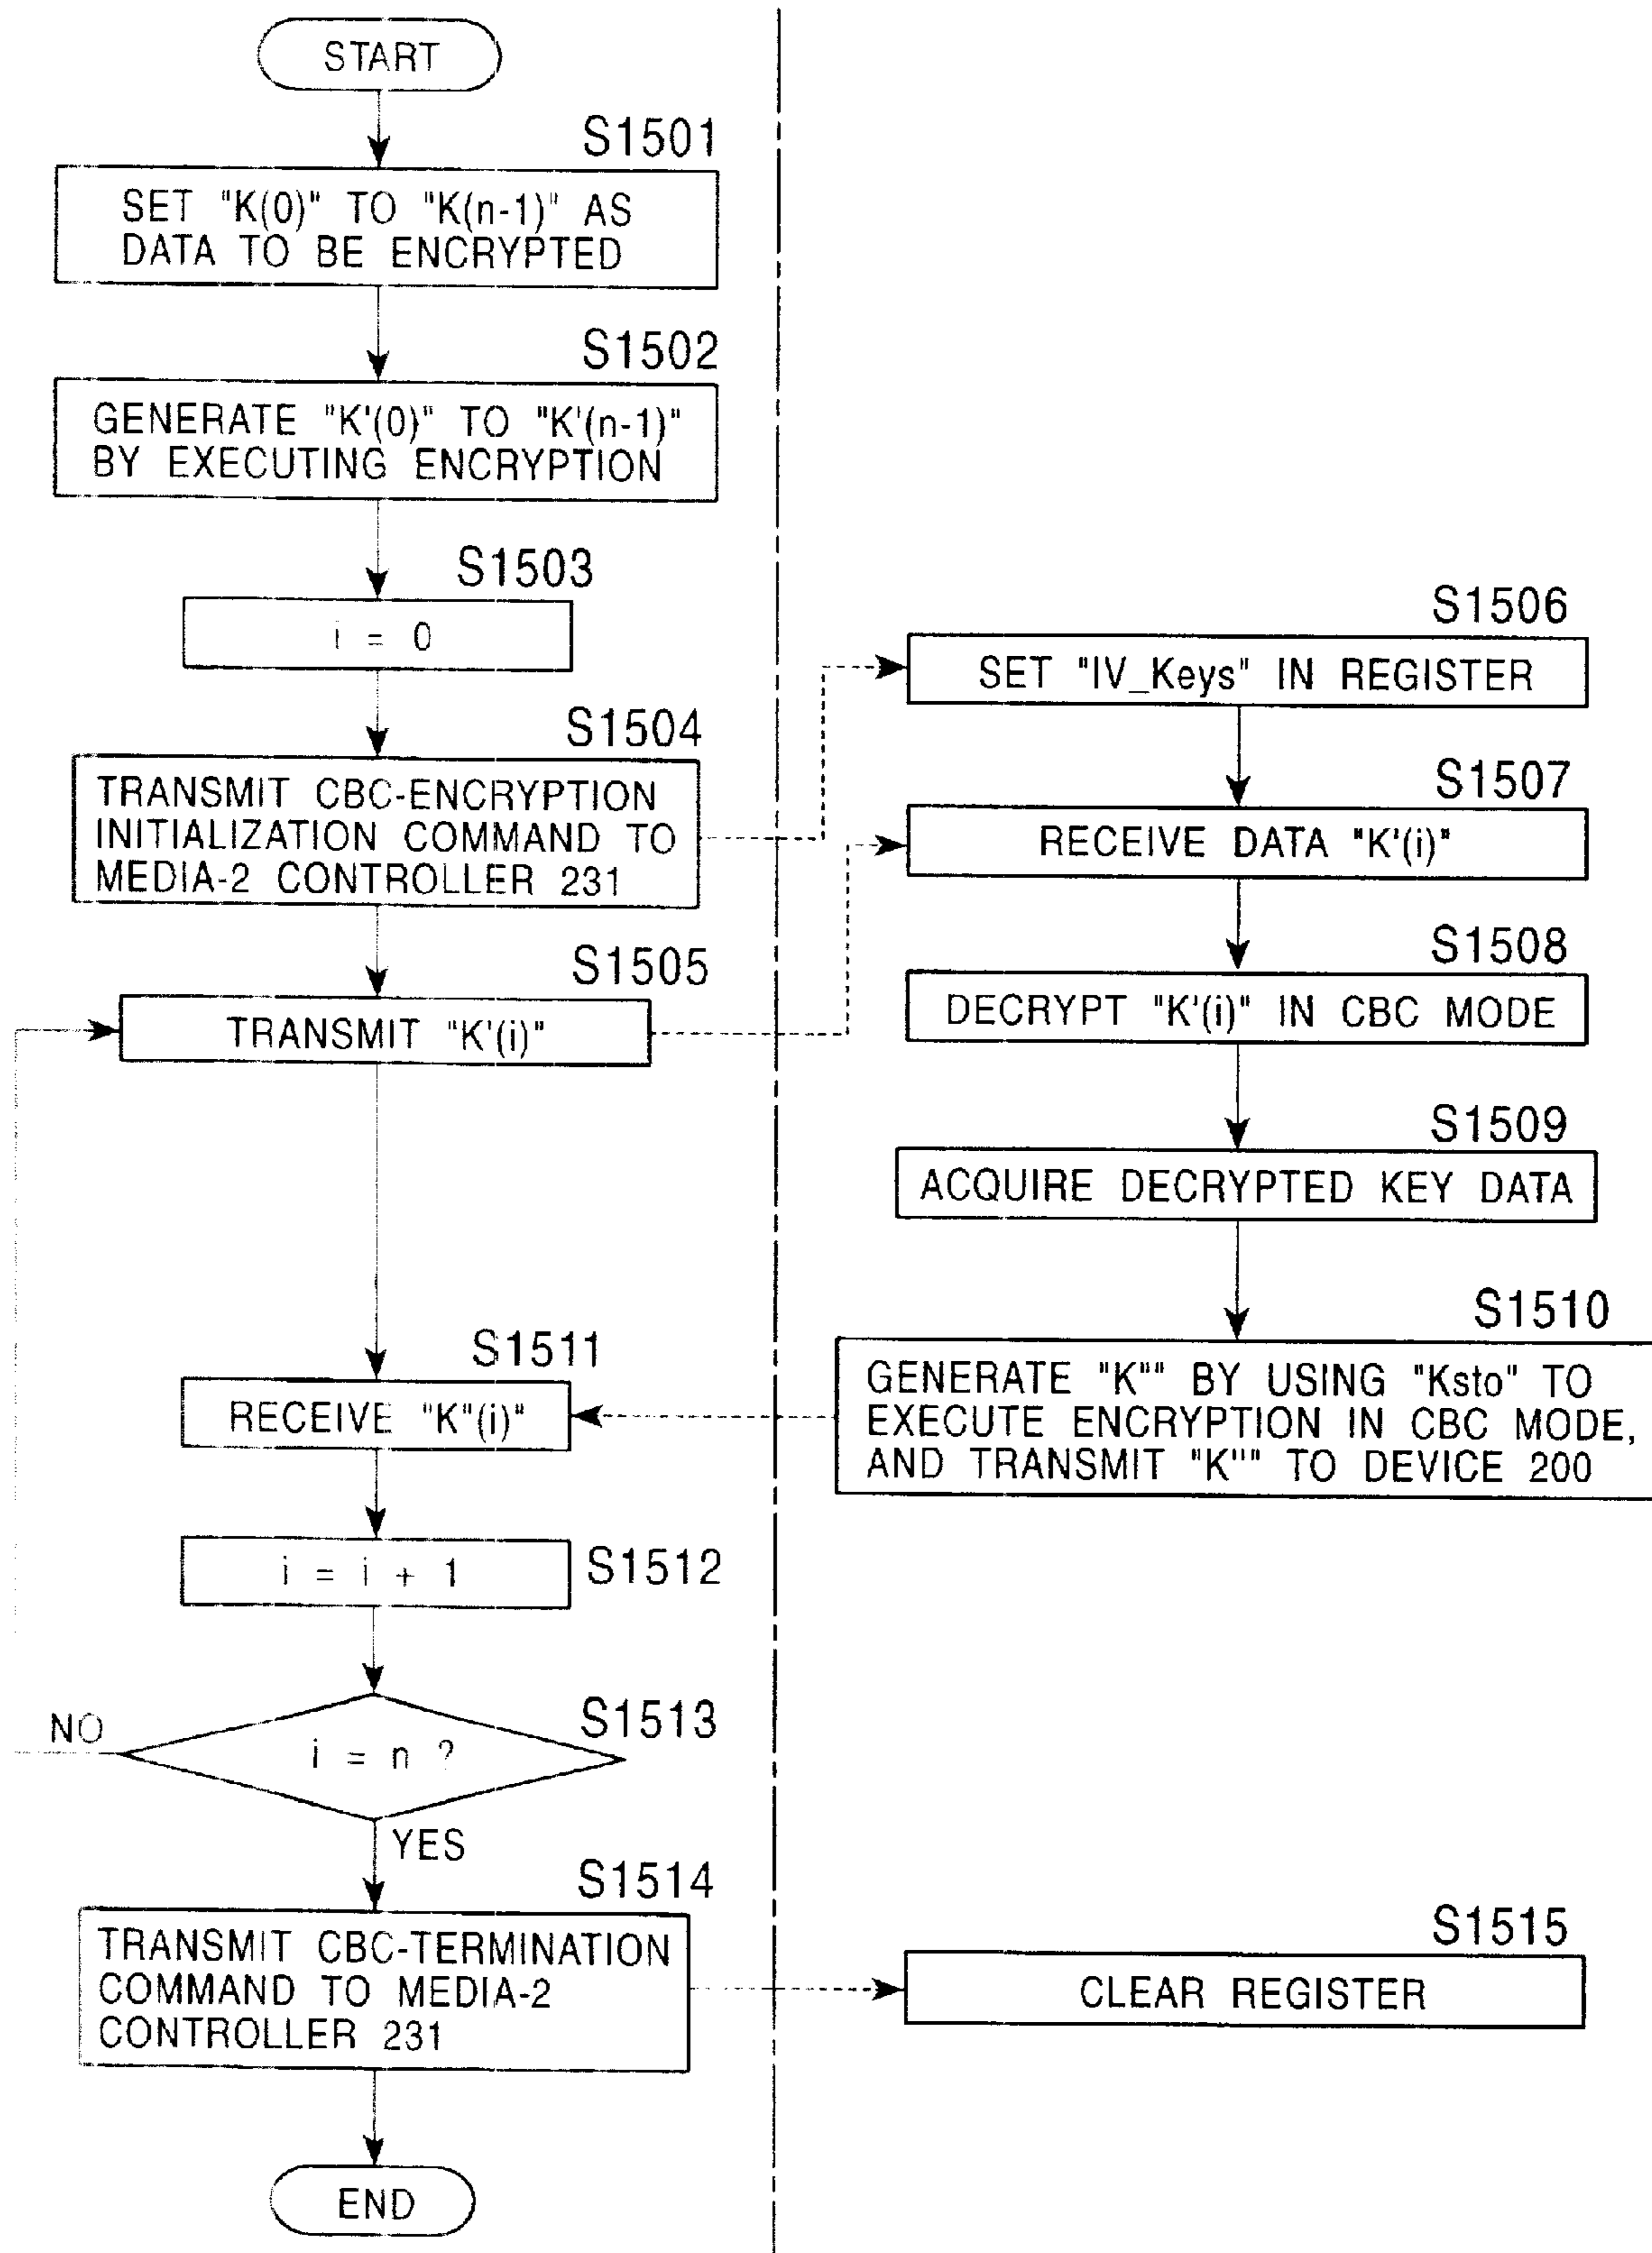 START
S1501
SET "K(0)" TO "K(n-1)" AS
DATA TO BE ENCRYPTED
S1502
GENERATE "K'(0)" TO "K'(n-1)"
BY EXECUTING ENCRYPTION
S1503
i = 0
S1504
TRANSMIT CBC-ENCRYPTION
INITIALIZATION COMMAND TO
MEDIA-2 CONTROLLER 231
S1505
TRANSMIT "K'(i)"
S1506
SET "IV_Keys" IN REGISTER
S1507
RECEIVE DATA "K'(i)"
S1508
DECRYPT "K'(i)" IN CBC MODE
S1509
ACQUIRE DECRYPTED KEY DATA
S1510
GENERATE "K"" BY USING "Ksto" TO
EXECUTE ENCRYPTION IN CBC MODE,
AND TRANSMIT "K"" TO DEVICE 200
S1511
RECEIVE "K"(i)"
S1512
i = i + 1
S1513
i = n ?
NO
YES
S1514
TRANSMIT CBC-TERMINATION
COMMAND TO MEDIA-2
CONTROLLER 231
S1515
CLEAR REGISTER
END